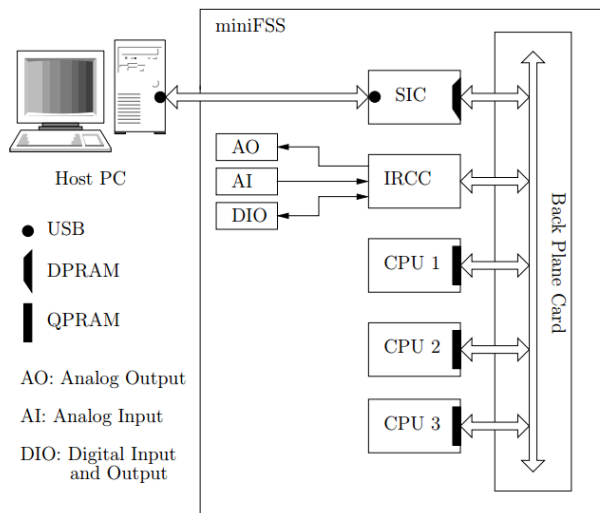 miniFSS
SIC
AO
AI
DIO
IRCC
Host PC
USB
DPRAM
QPRAM
CPU 1
CPU 2
CPU 3
Back Plane Card
AO: Analog Output
AI: Analog Input
DIO: Digital Input
and Output